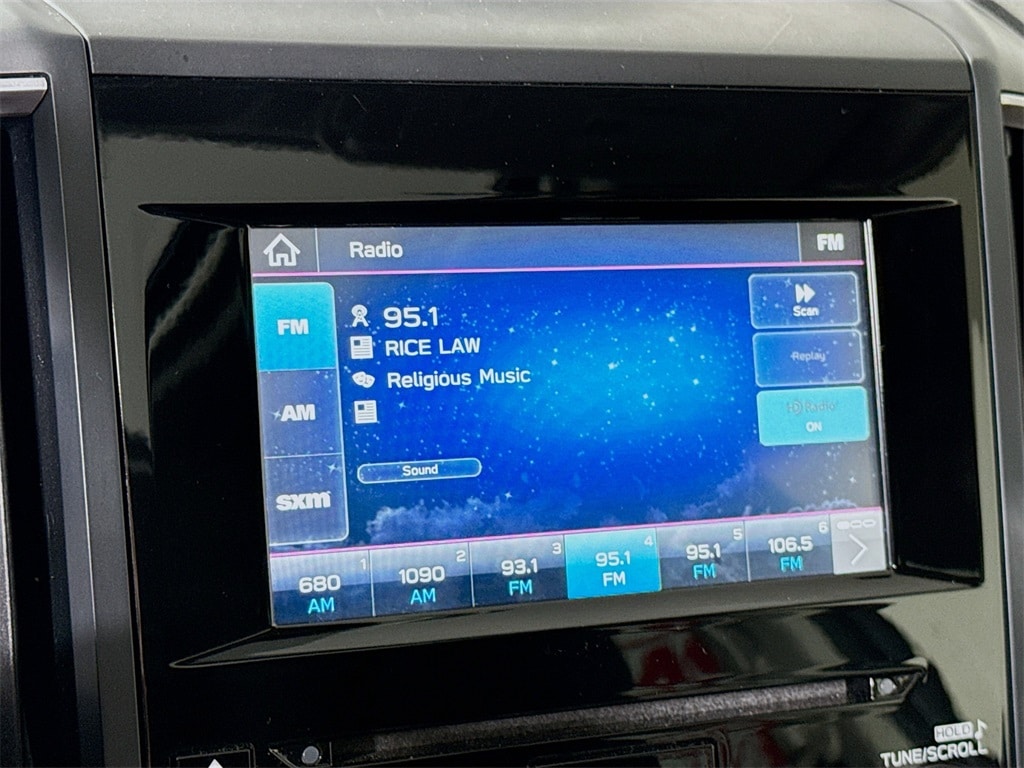 Radio
FM
FM
AM
sxm
95.1
RICE LAW
Religious Music
Sound
Scan
Replay
HD Radio
ON
1
680
AM
2
1090
AM
3
93.1
FM
4
95.1
FM
5
95.1
FM
6
106.5
FM
HOLD
TUNE/SCROLL